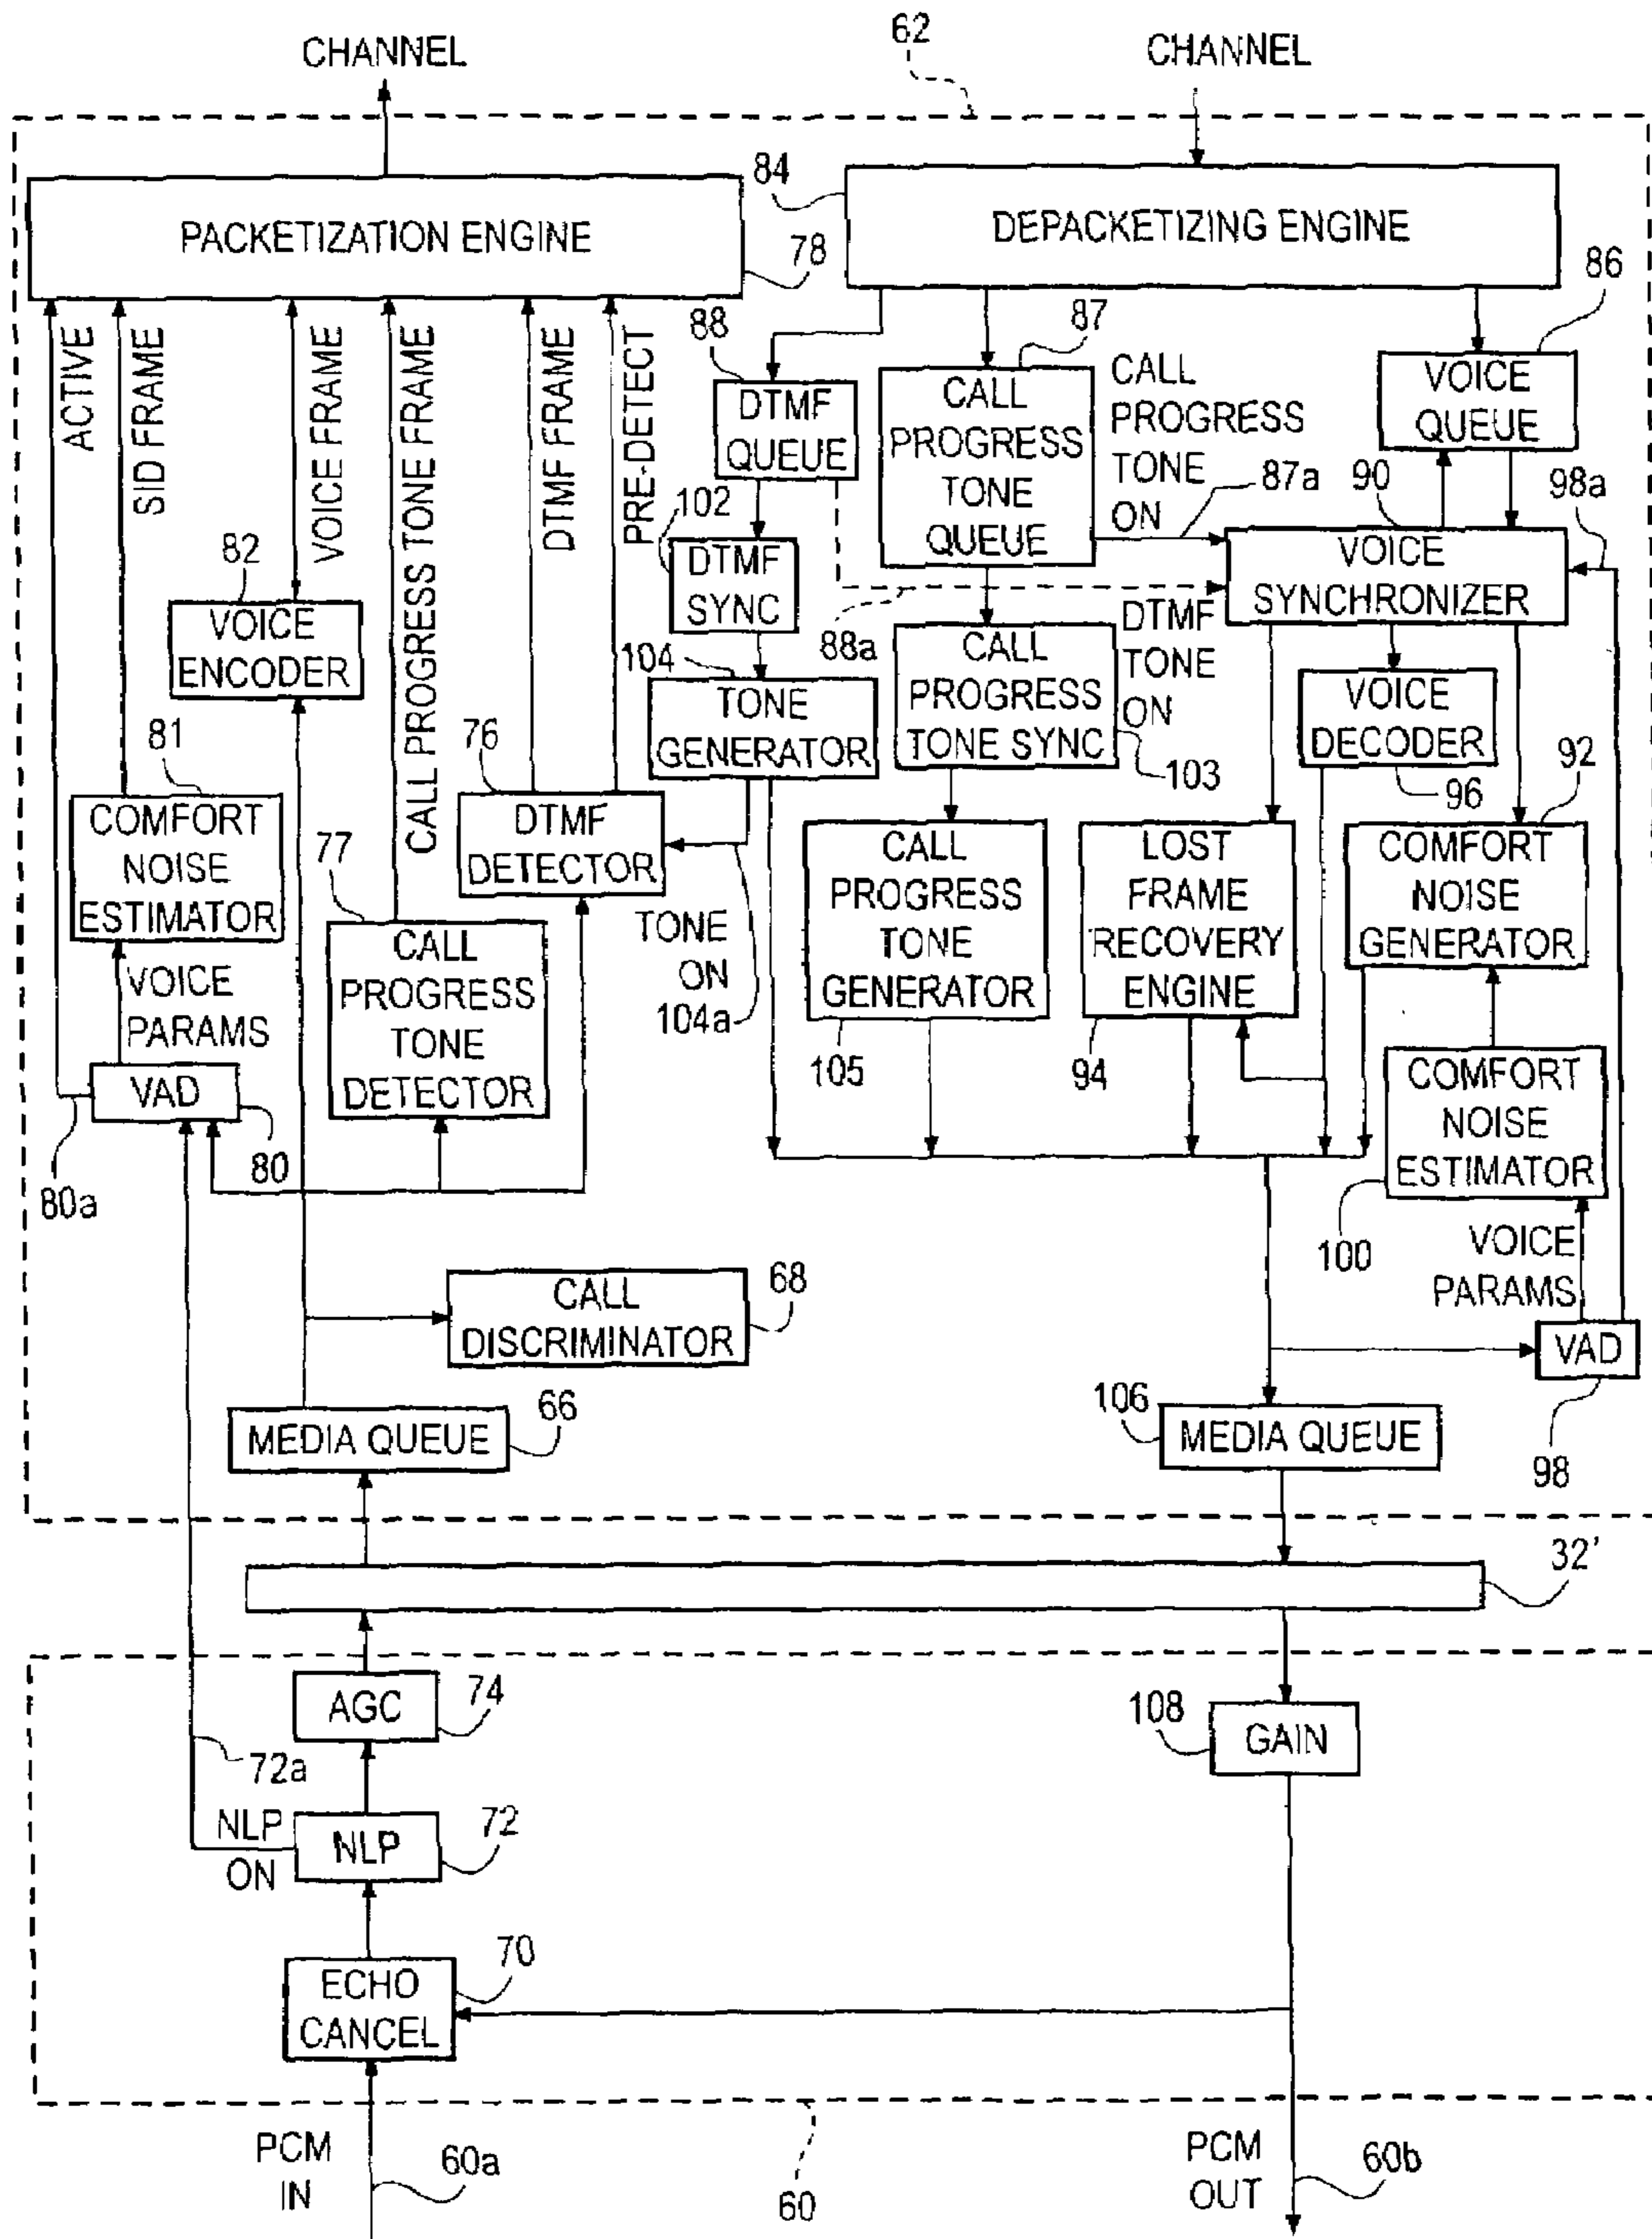 62
CHANNEL
CHANNEL
84
PACKETIZATION ENGINE
78
DEPACKETIZING ENGINE
86
ACTIVE
SID FRAME
VOICE FRAME
CALL PROGRESS TONE FRAME
DTMF FRAME
PRE-DETECT
88
DTMF
QUEUE
87
CALL
PROGRESS
TONE
QUEUE
CALL
PROGRESS
TONE
ON
87a
VOICE
QUEUE
90
98a
102
DTMF
SYNC
VOICE
SYNCHRONIZER
82
VOICE
ENCODER
88a
DTMF
TONE
ON
104
TONE
GENERATOR
CALL
PROGRESS
TONE SYNC
103
VOICE
DECODER
96
92
81
COMFORT
NOISE
ESTIMATOR
76
DTMF
DETECTOR
77
CALL
PROGRESS
TONE
DETECTOR
TONE
ON
104a
CALL
PROGRESS
TONE
GENERATOR
105
LOST
FRAME
RECOVERY
ENGINE
94
COMFORT
NOISE
GENERATOR
VOICE
PARAMS
VAD
80
80a
COMFORT
NOISE
ESTIMATOR
100
VOICE
PARAMS
CALL
DISCRIMINATOR
68
VAD
98
MEDIA QUEUE
66
106
MEDIA QUEUE
32'
AGC
74
108
GAIN
72a
NLP
ON
NLP
72
ECHO
CANCEL
70
PCM
IN
60a
60
PCM
OUT
60b